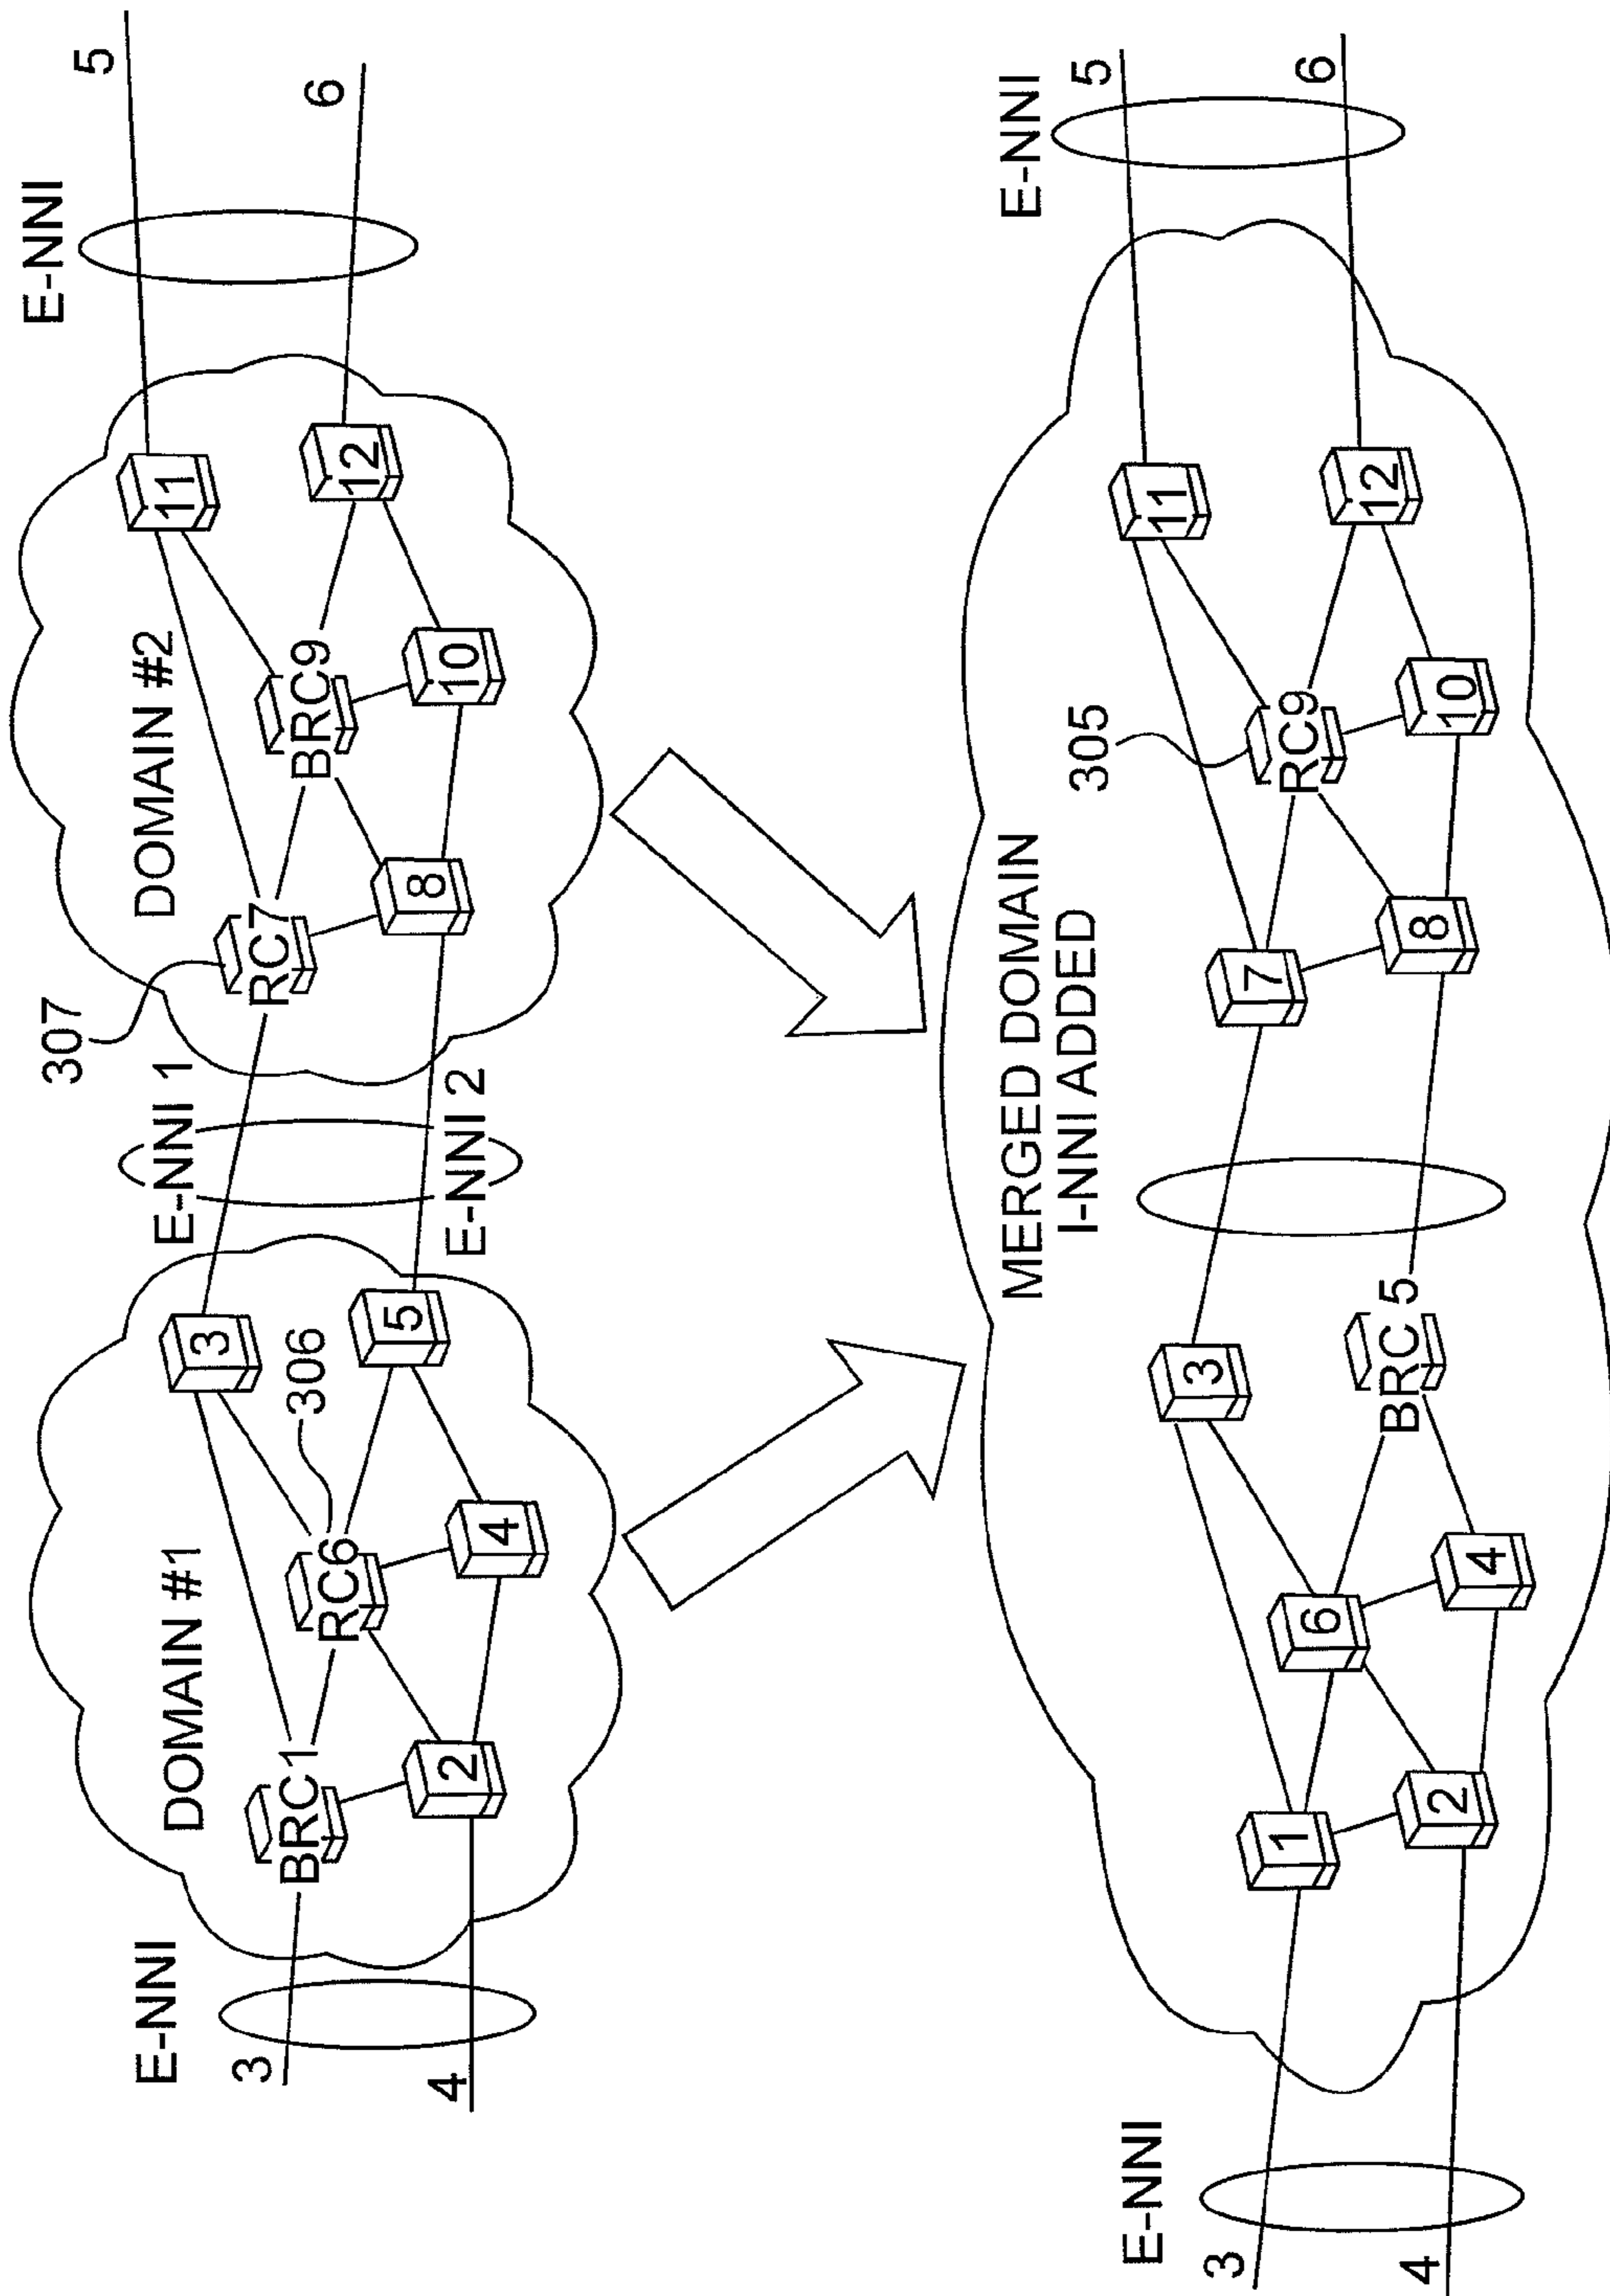 E-NNI
3
4
DOMAIN #1
BRC1
2
RC6
306
4
3
5
E-NNI 1
E-NNI 2
307
DOMAIN #2
RC7
8
BRC9
10
11
12
E-NNI
5
6
MERGED DOMAIN
I-NNI ADDED
E-NNI
3
4
1
2
6
4
3
BRC 5
7
8
305
RC9
10
11
12
E-NNI
5
6